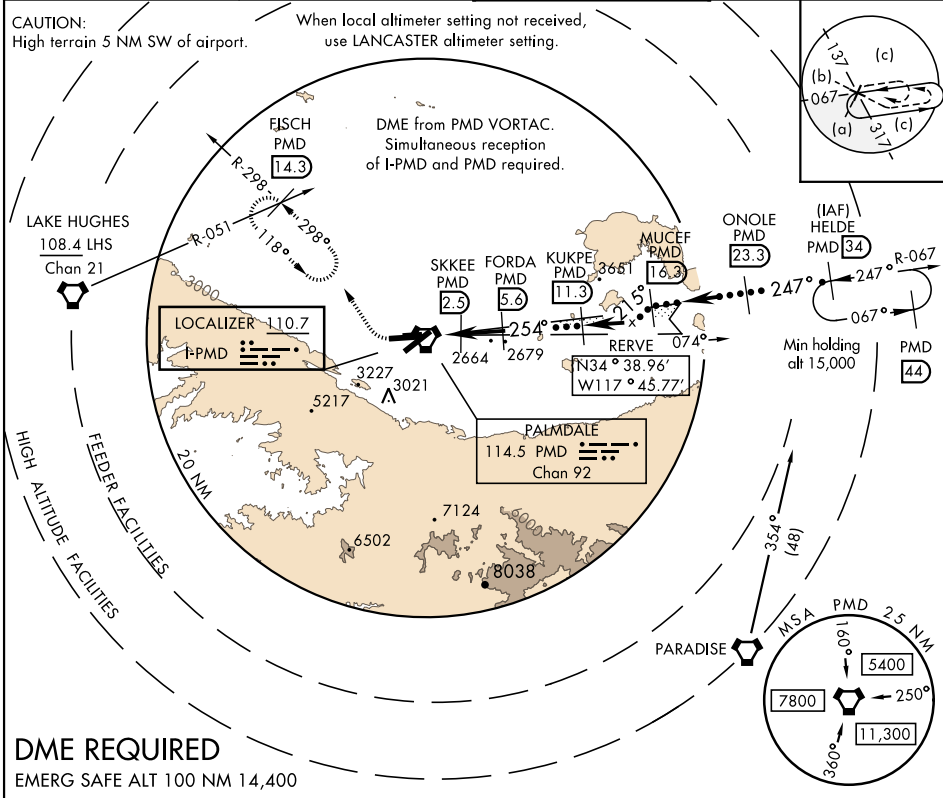 CAUTION:
High terrain 5 NM SW of airport.
When local altimeter setting not received,
use LANCASTER altimeter setting.
137
(c)
(b)
067
(a)
(c)
317
FISCH
PMD
14.3
DME from PMD VORTAC.
Simultaneous reception
of I-PMD and PMD required.
R-298
R-051
298°
118°
LAKE HUGHES
108.4 LHS
Chan 21
3000
LOCALIZER 110.7
I-PMD
SKKEE
PMD
2.5
FORDA
PMD
5.6
KUKPE
PMD
11.3
3651
MUCEF
PMD
16.3
ONOLE
PMD
23.3
(IAF)
HELDE
PMD 34
247° R-067
067°
247°
215°
254°
074°
Min holding
alt 15,000
PMD
44
2664
2679
RERVE
N34° 38.96'
W117° 45.77'
3227
3021
5217
PALMDALE
114.5 PMD
Chan 92
20 NM
FEEDER FACILITIES
HIGH ALTITUDE FACILITIES
7124
6502
8038
354°
(48)
PARADISE
MSA PMD 25 NM
160°
5400
7800
250°
11,300
360°
DME REQUIRED
EMERG SAFE ALT 100 NM 14,400